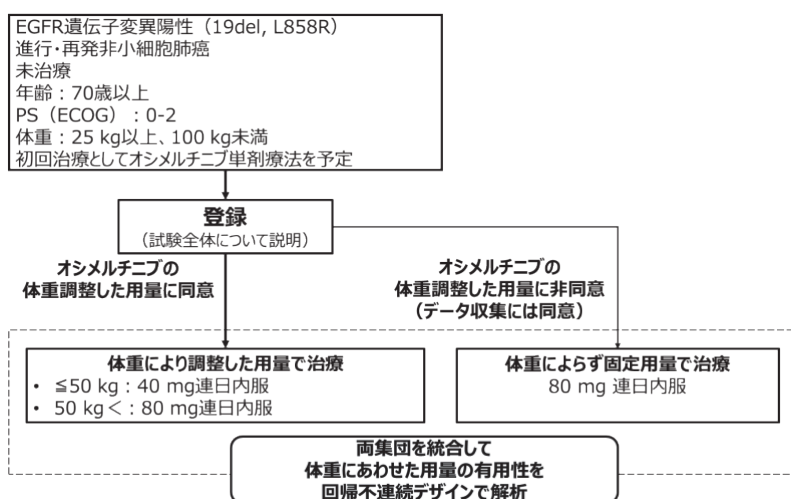 EGFR遺伝子変異陽性（19del, L858R）
進行・再発非小細胞肺癌
未治療
年齢：70歳以上
PS（ECOG）：0-2
体重：25 kg以上、100 kg未満
初回治療としてオシメルチニブ単剤療法を予定
登録
（試験全体について説明）
オシメルチニブの
体重調整した用量に同意
オシメルチニブの
体重調整した用量に非同意
（データ収集には同意）
体重により調整した用量で治療
• ≦50 kg：40 mg連日内服
• 50 kg＜：80 mg連日内服
体重によらず固定用量で治療
80 mg 連日内服
両集団を統合して
体重にあわせた用量の有用性を
回帰不連続デザインで解析